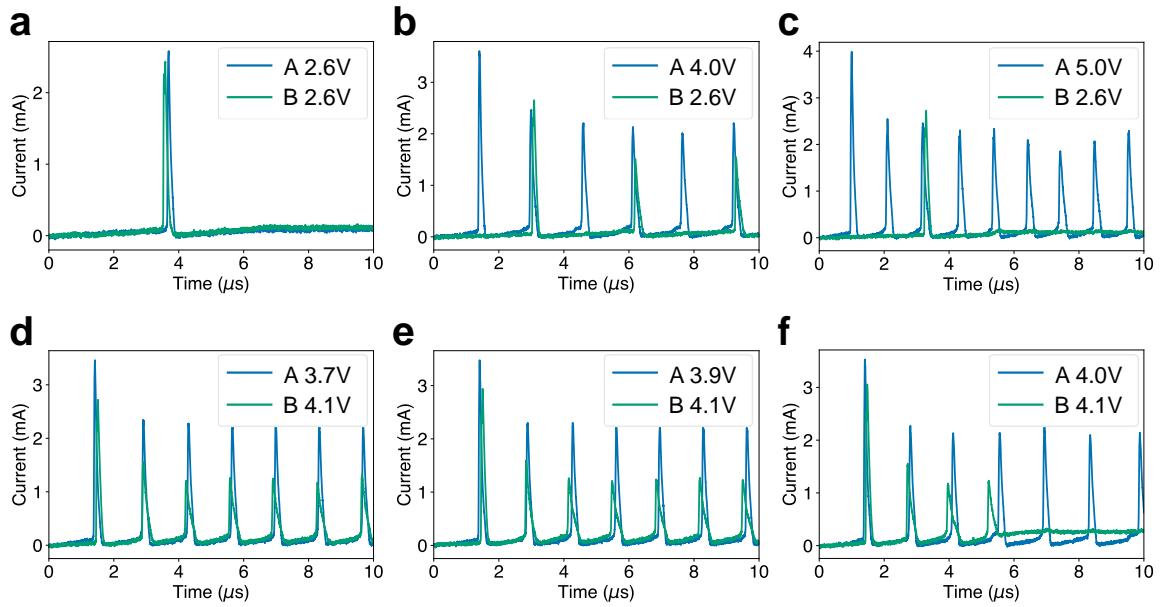 a
A 2.6V
B 2.6V
Current (mA)
2
1
0
0 2 4 6 8 10
Time (μs)
b
A 4.0V
B 2.6V
Current (mA)
3
2
1
0
0 2 4 6 8 10
Time (μs)
c
A 5.0V
B 2.6V
Current (mA)
4
3
2
1
0
0 2 4 6 8 10
Time (μs)
d
A 3.7V
B 4.1V
Current (mA)
3
2
1
0
0 2 4 6 8 10
Time (μs)
e
A 3.9V
B 4.1V
Current (mA)
3
2
1
0
0 2 4 6 8 10
Time (μs)
f
A 4.0V
B 4.1V
Current (mA)
3
2
1
0
0 2 4 6 8 10
Time (μs)